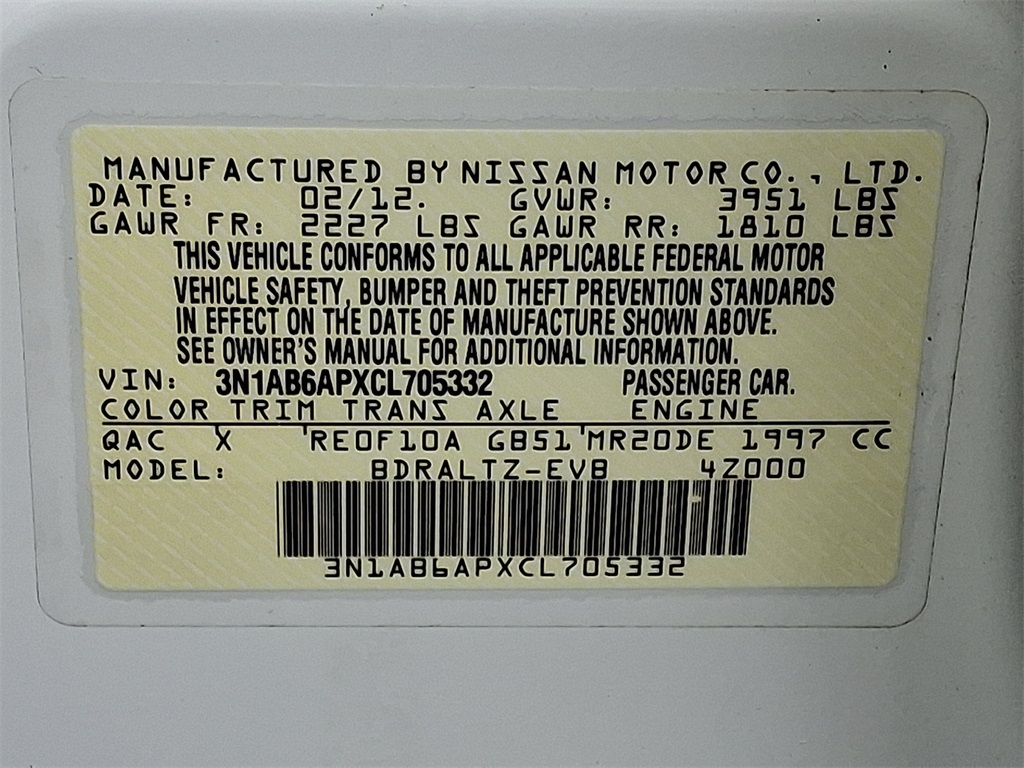 MANUFACTURED BY NISSAN MOTOR CO., LTD.
DATE: 02/12. GVWR: 3951 LBS
GAWR FR: 2227 LBS GAWR RR: 1810 LBS
THIS VEHICLE CONFORMS TO ALL APPLICABLE FEDERAL MOTOR
VEHICLE SAFETY, BUMPER AND THEFT PREVENTION STANDARDS
IN EFFECT ON THE DATE OF MANUFACTURE SHOWN ABOVE.
SEE OWNER'S MANUAL FOR ADDITIONAL INFORMATION.
VIN: 3N1AB6APXCL705332 PASSENGER CAR.
COLOR TRIM TRANS AXLE ENGINE
QAC X RE0F10A GB51 MR20DE 1997 CC
MODEL: BDRALTZ-EVB 4Z000
3N1AB6APXCL705332